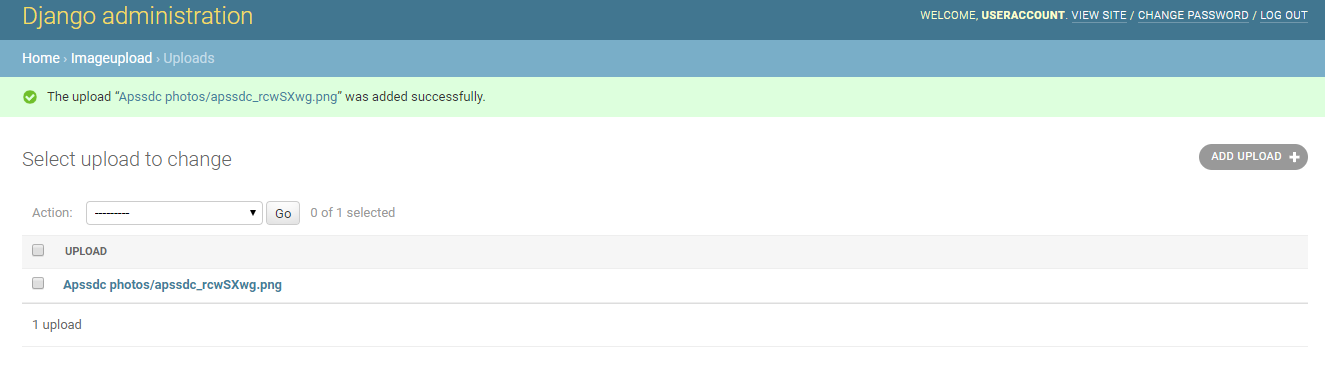 Django administration
WELCOME, USERACCOUNT. VIEW SITE / CHANGE PASSWORD / LOG OUT
Home › Imageupload › Uploads
The upload “Apssdc photos/apssdc_rcwSXwg.png” was added successfully.
Select upload to change
ADD UPLOAD +
Action: --------- Go 0 of 1 selected
UPLOAD
Apssdc photos/apssdc_rcwSXwg.png
1 upload